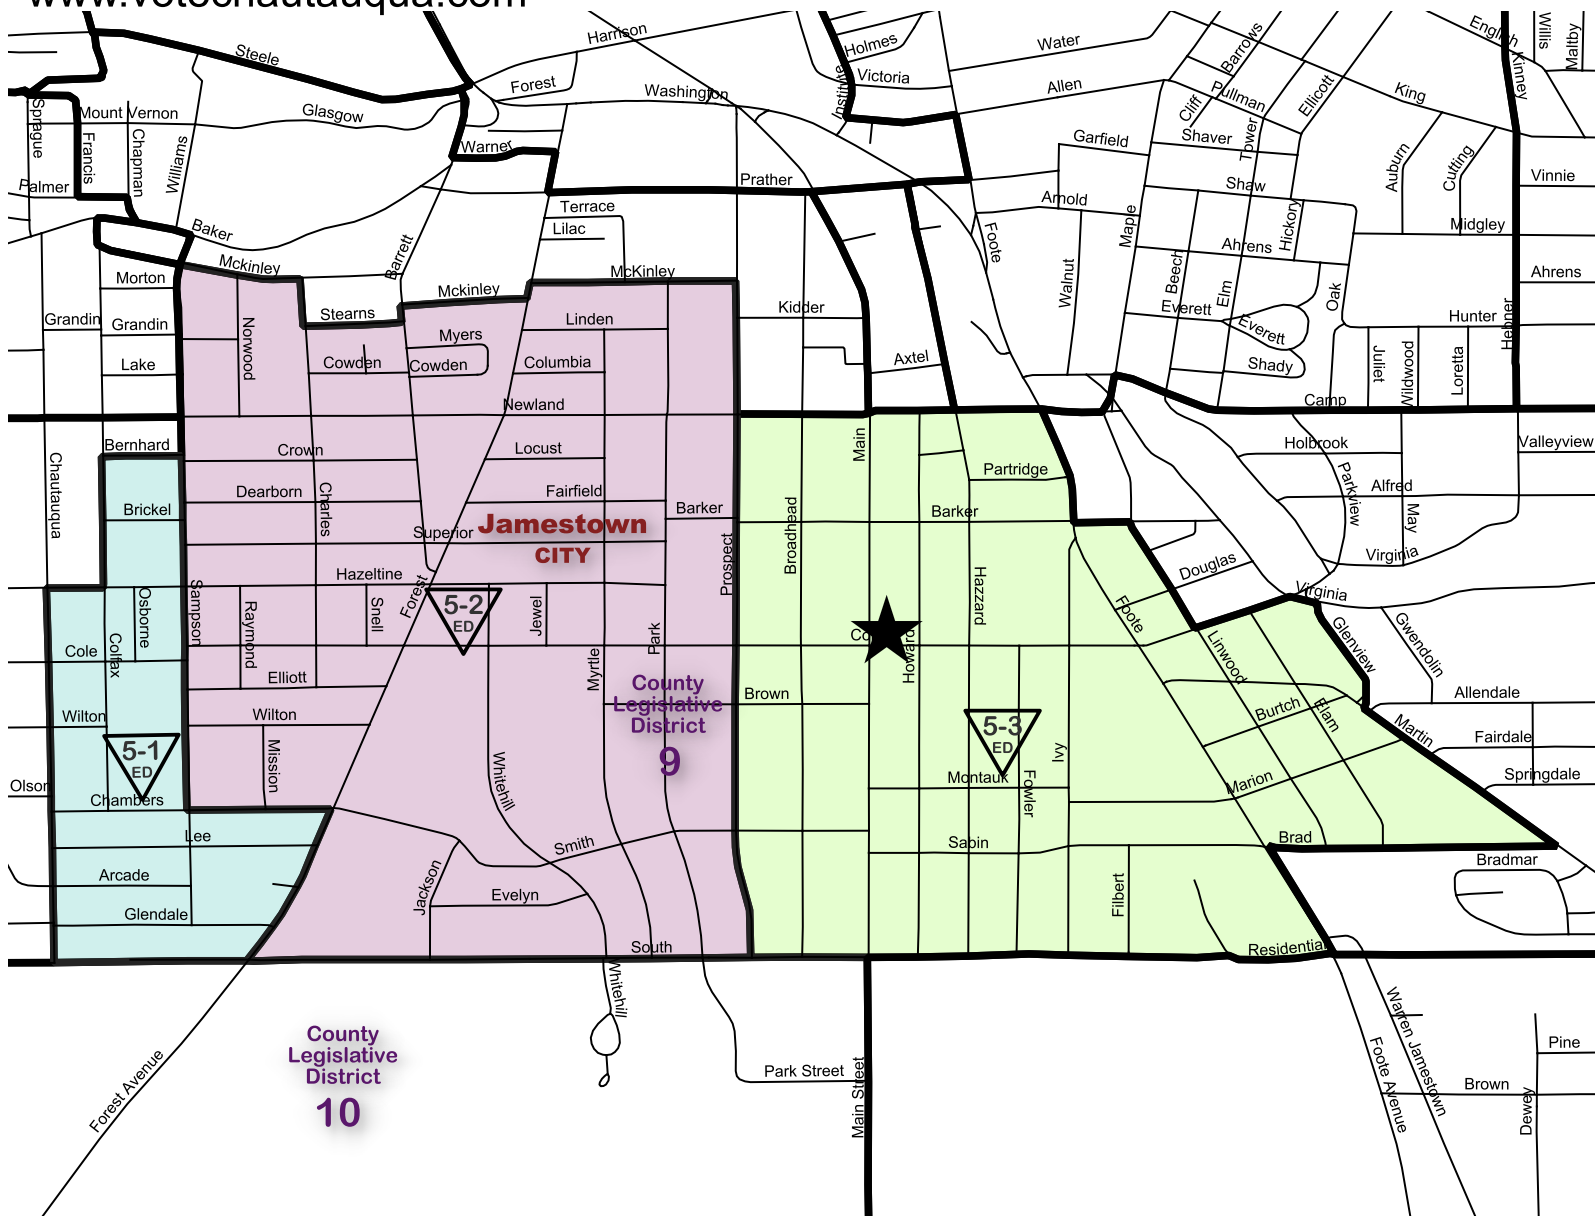 www.votechautauqua.com
Harrison
English
Willis
Maltby
Steele
Holmes
Water
Barrows
Forest
Washington
Institute
Victoria
Allen
Pullman
Ellicott
King
Kinney
Sprague
Mount Vernon
Glasgow
Cliff
Francis
Chapman
Williams
Warner
Garfield
Shaver
Tower
Auburn
Cutting
Palmer
Prather
Arnold
Shaw
Vinnie
Baker
Terrace
Lilac
Foote
Maple
Hickory
Midgley
Mckinley
Barrett
McKinley
Walnut
Ahrens
Beech
Elm
Ahrens
Morton
Mckinley
Stearns
Kidder
Everett
Everett
Oak
Hunter
Hebner
Grandin
Grandin
Norwood
Myers
Linden
Lake
Cowden
Cowden
Columbia
Axtel
Shady
Juliet
Wildwood
Loretta
Newland
Camp
Chautauqua
Bernhard
Crown
Locust
Main
Partridge
Holbrook
Valleyview
Dearborn
Charles
Fairfield
Parkview
Alfred
Brickel
Superior
Jamestown
CITY
Barker
Broadhead
Barker
May
Prospect
Virginia
Sampson
Hazeltine
Forest
Hazzard
Douglas
Virginia
Osborne
Raymond
Snell
5-2
ED
Jewel
Foote
Glenview
Gwendolin
Cole
Colfax
Myrtle
Park
Co
Howard
Linwood
Elliott
County
Legislative
District
9
Brown
Burtch
Elam
Allendale
Wilton
Wilton
Martin
5-1
ED
Mission
Whitehill
5-3
ED
Ivy
Fairdale
Olson
Chambers
Montauk
Fowler
Marion
Springdale
Lee
Smith
Sabin
Brad
Bradmar
Arcade
Jackson
Evelyn
Filbert
Glendale
South
Residential
Whitehill
Warren Jamestown
County
Legislative
District
10
Forest Avenue
Park Street
Main Street
Foote Avenue
Pine
Brown
Dewey